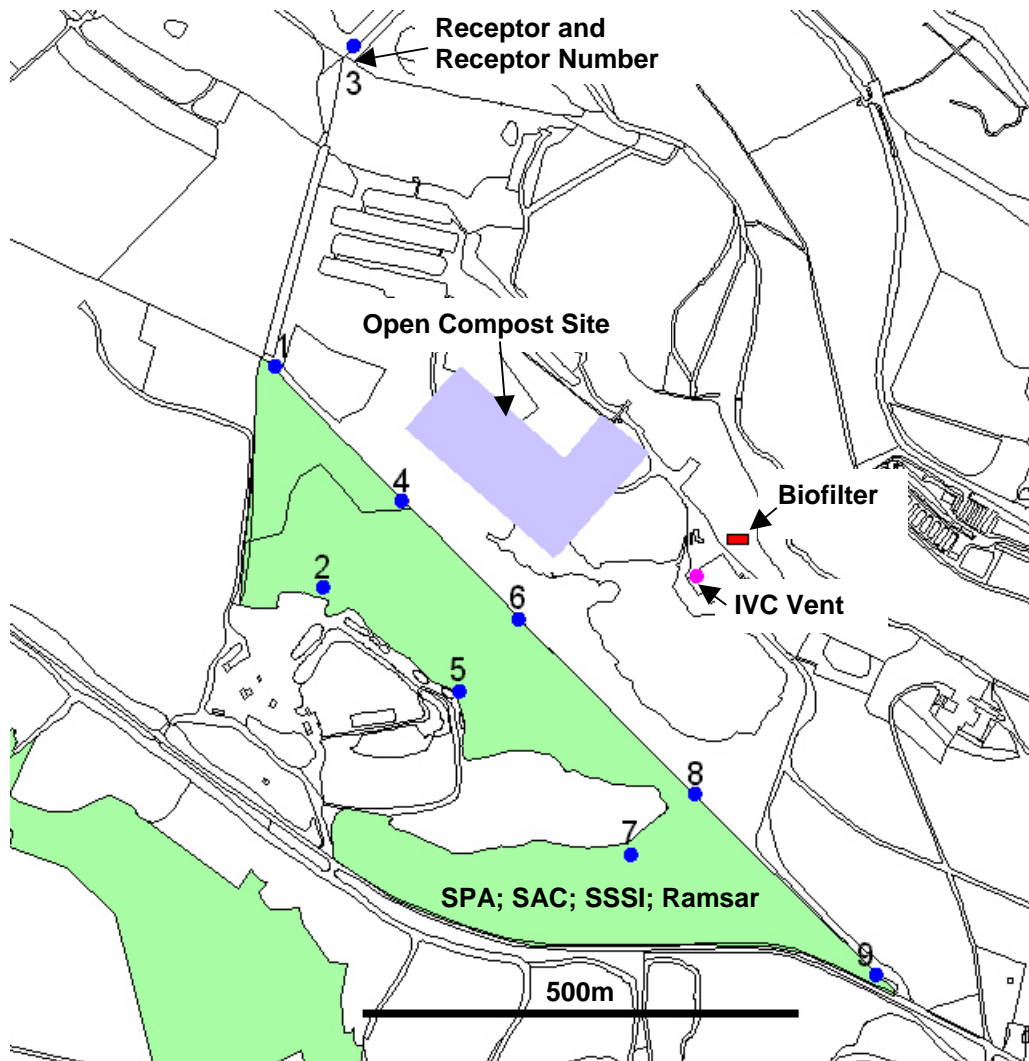 Receptor and
Receptor Number
3
Open Compost Site
1
4
Biofilter
2
IVC Vent
6
5
8
7
SPA; SAC; SSSI; Ramsar
9
500m